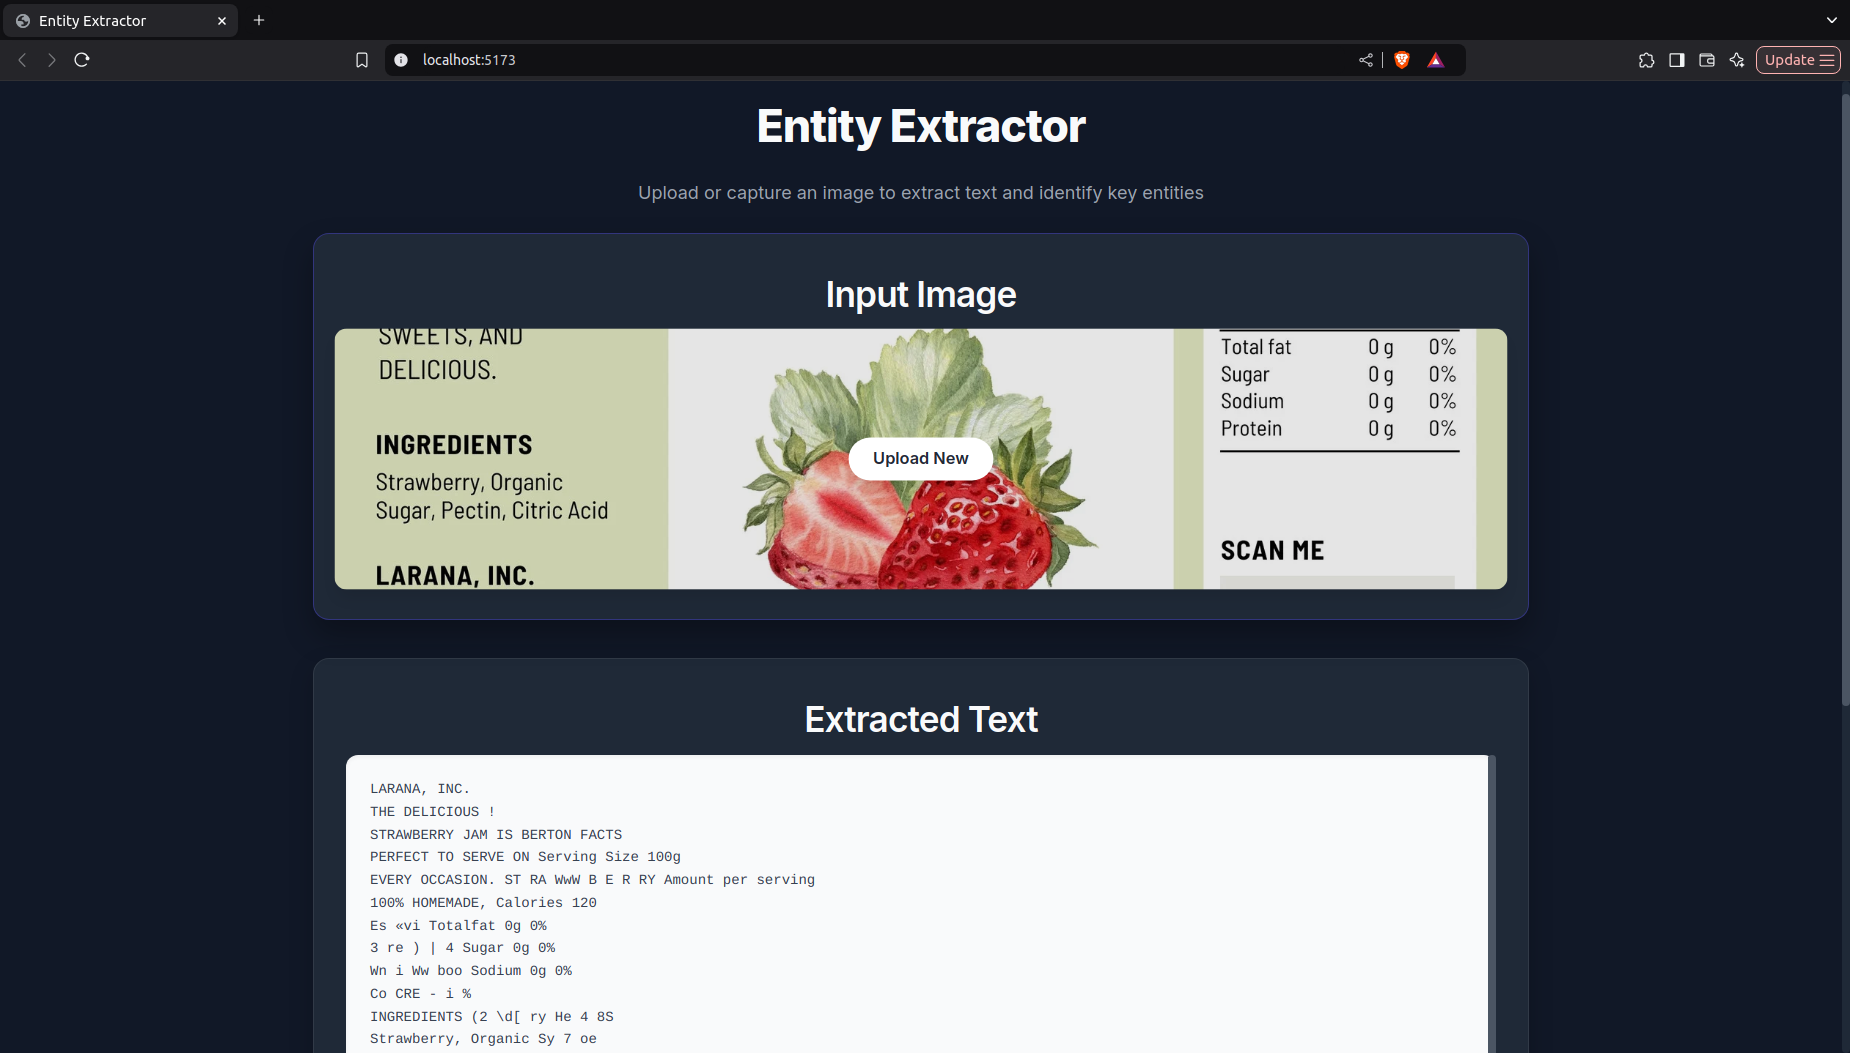 Entity Extractor
localhost:5173
Update
Entity Extractor
Upload or capture an image to extract text and identify key entities
Input Image
SWEETS, AND
DELICIOUS.
INGREDIENTS
Strawberry, Organic
Sugar, Pectin, Citric Acid
LARANA, INC.
Upload New
Total fat 0 g 0%
Sugar 0 g 0%
Sodium 0 g 0%
Protein 0 g 0%
SCAN ME
Extracted Text
LARANA, INC.
THE DELICIOUS !
STRAWBERRY JAM IS BERTON FACTS
PERFECT TO SERVE ON Serving Size 100g
EVERY OCCASION. ST RA WwW B E R RY Amount per serving
100% HOMEMADE, Calories 120
Es «vi Totalfat 0g 0%
3 re ) | 4 Sugar 0g 0%
Wn i Ww boo Sodium 0g 0%
Co CRE - i %
INGREDIENTS (2 \d[ ry He 4 8S
Strawberry, Organic Sy 7 oe